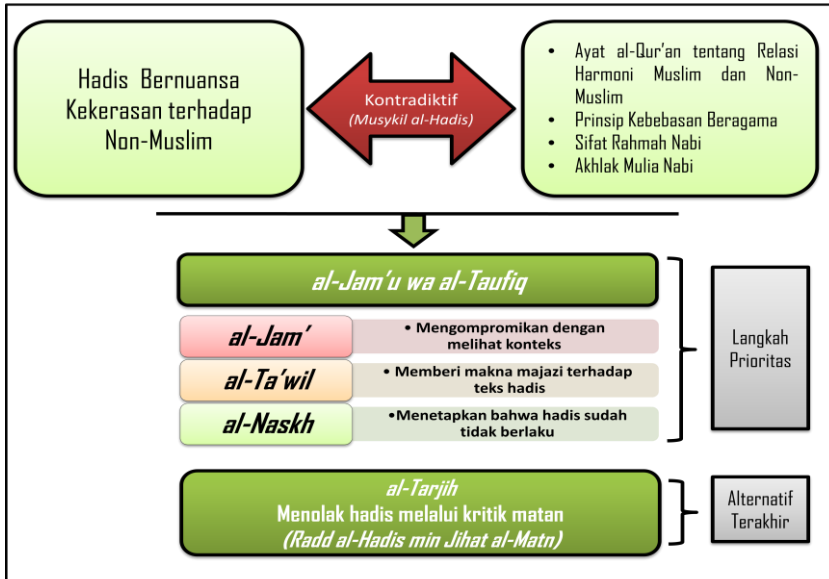 Hadis Bernuansa
Kekerasan terhadap
Non-Muslim
Kontradiktif
(Musykil al-Hadis)
• Ayat al-Qur'an tentang Relasi
Harmoni Muslim dan Non-
Muslim
• Prinsip Kebebasan Beragama
• Sifat Rahmah Nabi
• Akhlak Mulia Nabi
al-Jam'u wa al-Taufiq
al-Jam'
• Mengompromikan dengan
melihat konteks
al-Ta'wil
• Memberi makna majazi terhadap
teks hadis
al-Naskh
•Menetapkan bahwa hadis sudah
tidak berlaku
Langkah
Prioritas
al-Tarjih
Menolak hadis melalui kritik matan
(Radd al-Hadis min Jihat al-Matn)
Alternatif
Terakhir